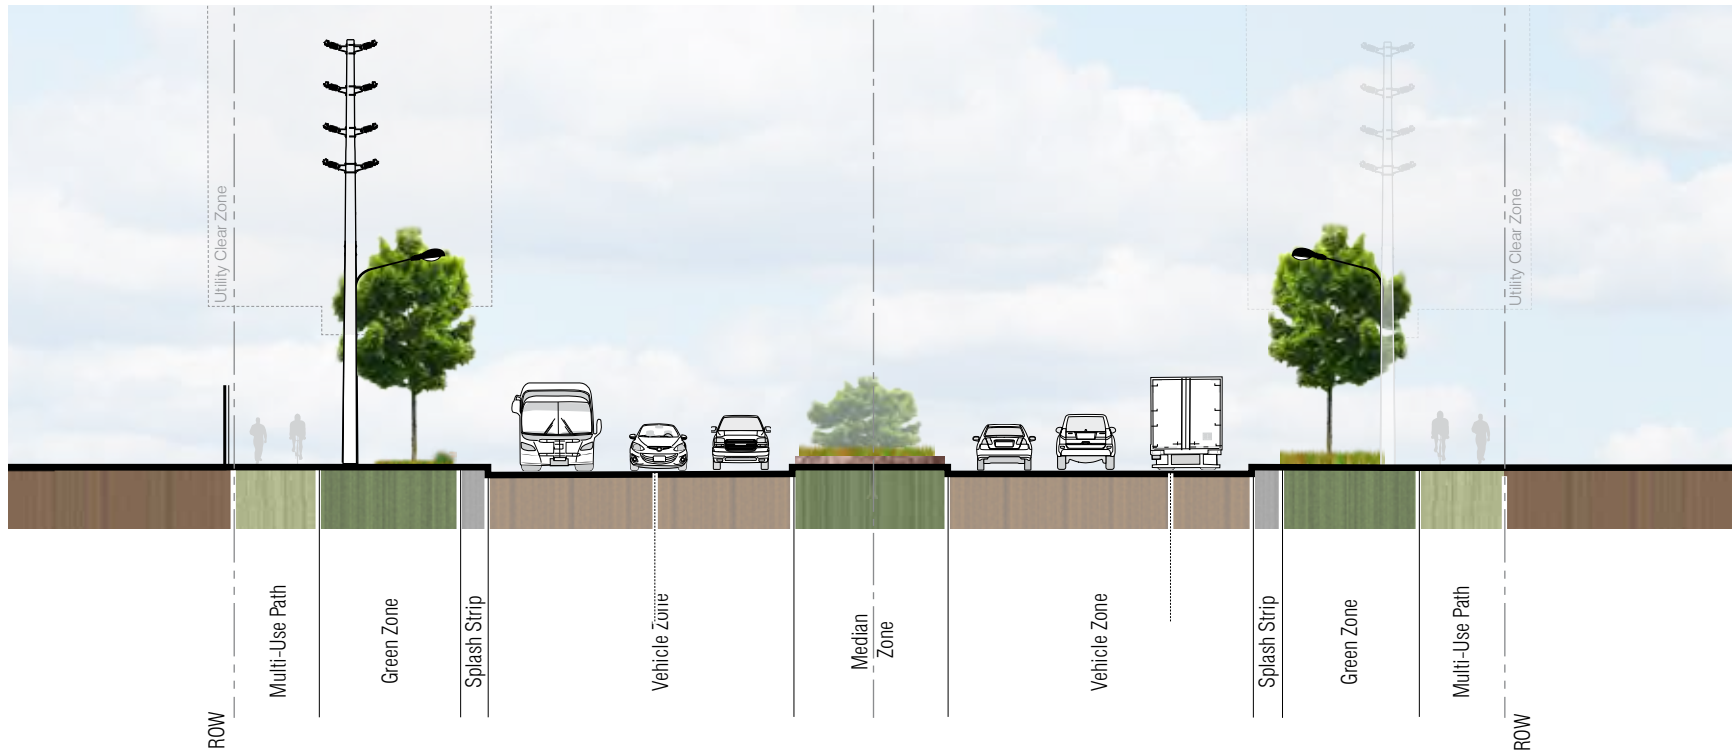 Utility Clear Zone
Utility Clear Zone
ROW
Multi-Use Path
Green Zone
Splash Strip
Vehicle Zone
Median
Zone
Vehicle Zone
Splash Strip
Green Zone
Multi-Use Path
ROW